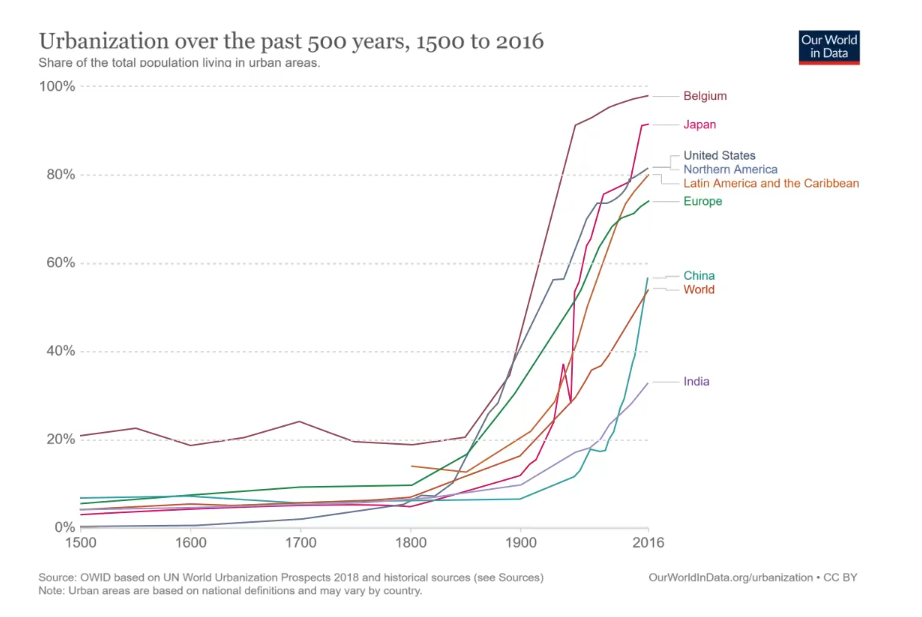 Urbanization over the past 500 years, 1500 to 2016
Share of the total population living in urban areas.
Our World
in Data
100%
80%
60%
40%
20%
0%
1500
1600
1700
1800
1900
2016
Belgium
Japan
United States
Northern America
Latin America and the Caribbean
Europe
China
World
India
Source: OWID based on UN World Urbanization Prospects 2018 and historical sources (see Sources)
OurWorldInData.org/urbanization • CC BY
Note: Urban areas are based on national definitions and may vary by country.